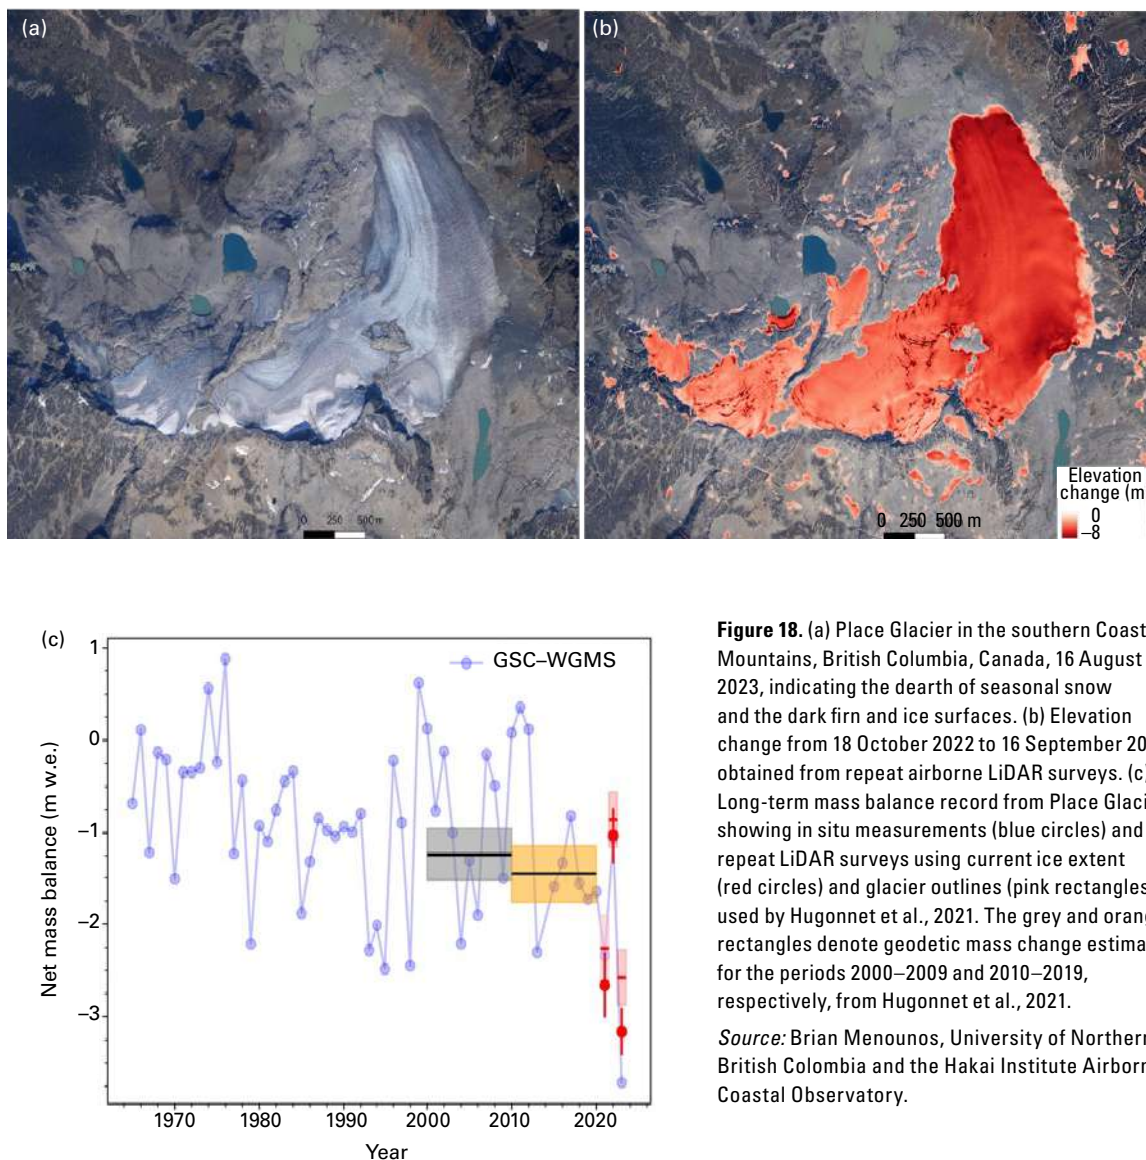 (a)
0 250 500 m
(b)
Elevation
change (m
0
−8
0 250 500 m
(c)
GSC–WGMS
Net mass balance (m w.e.)
1
0
−1
−2
−3
1970 1980 1990 2000 2010 2020
Year
Figure 18. (a) Place Glacier in the southern Coast
Mountains, British Columbia, Canada, 16 August
2023, indicating the dearth of seasonal snow
and the dark firn and ice surfaces. (b) Elevation
change from 18 October 2022 to 16 September 20
obtained from repeat airborne LiDAR surveys. (c)
Long-term mass balance record from Place Glaci
showing in situ measurements (blue circles) and
repeat LiDAR surveys using current ice extent
(red circles) and glacier outlines (pink rectangles
used by Hugonnet et al., 2021. The grey and orang
rectangles denote geodetic mass change estima
for the periods 2000–2009 and 2010–2019,
respectively, from Hugonnet et al., 2021.
Source: Brian Menounos, University of Northern
British Colombia and the Hakai Institute Airborn
Coastal Observatory.